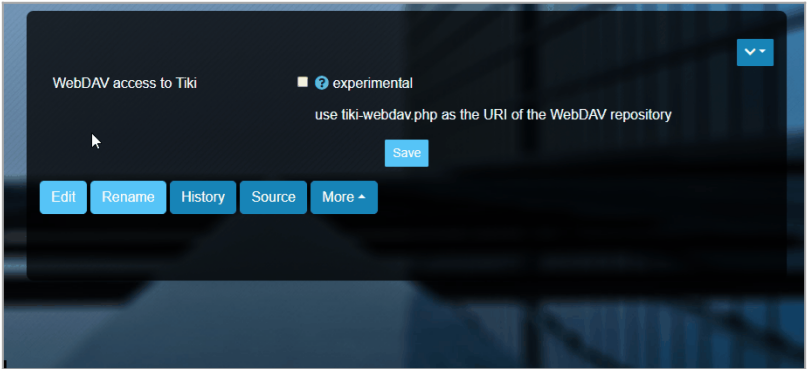 WebDAV access to Tiki
experimental
use tiki-webdav.php as the URI of the WebDAV repository
Save
Edit Rename History Source More